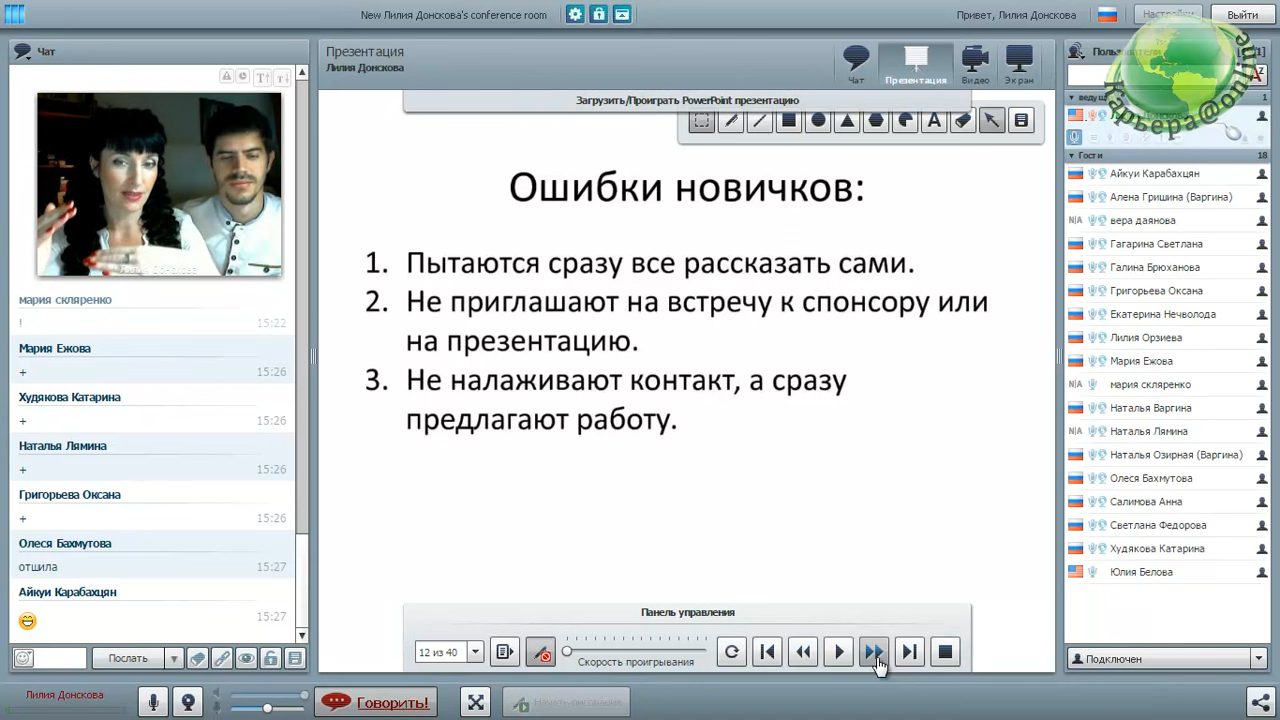 New Лилия Донскова's conference room
Привет, Лилия Донскова
Настройки
Выйти
Чат
Презентация
Лилия Донскова
Чат
Презентация
Видео
Экран
Загрузить/Проиграть PowerPoint презентацию
Ошибки новичков:
1. Пытаются сразу все рассказать сами.
2. Не приглашают на встречу к спонсору или
на презентацию.
3. Не налаживают контакт, а сразу
предлагают работу.
мария скляренко
!
15:22
Мария Ежова
+
15:26
Худякова Катарина
+
15:26
Наталья Лямина
+
15:26
Григорьева Оксана
+
15:26
Олеся Бахмутова
отшила
15:27
Айкуи Карабахцян
15:27
Послать
Панель управления
12 из 40
Скорость проигрывания
Карьера@online
1
Гости
18
Айкуи Карабахцян
Алена Гришина (Варгина)
N/A вера даянова
Гагарина Светлана
Галина Брюханова
Григорьева Оксана
Екатерина Нечволода
Лилия Орзиева
Мария Ежова
N/A мария скляренко
Наталья Варгина
N/A Наталья Лямина
Наталья Озирная (Варгина)
Олеся Бахмутова
Салимова Анна
Светлана Федорова
Худякова Катарина
Юлия Белова
Подключен
Лилия Донскова
Говорить!